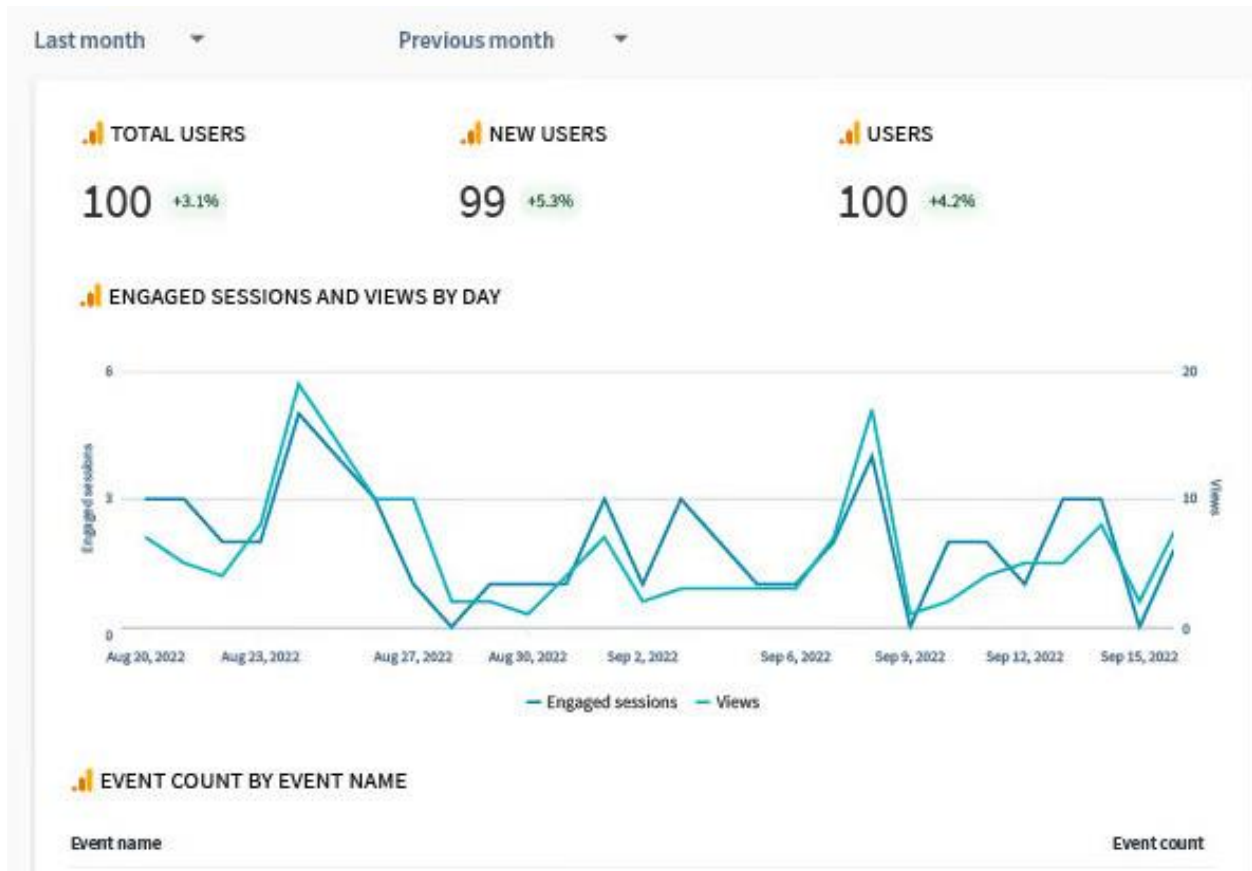 Last month Previous month
TOTAL USERS NEW USERS USERS
100 +3.1% 99 +5.3% 100 +4.2%
ENGAGED SESSIONS AND VIEWS BY DAY
6 20
Engaged sessions
3 10
Views
0 0
Aug 20, 2022 Aug 23, 2022 Aug 27, 2022 Aug 30, 2022 Sep 2, 2022 Sep 6, 2022 Sep 9, 2022 Sep 12, 2022 Sep 15, 2022
Engaged sessions Views
EVENT COUNT BY EVENT NAME
Event name Event count